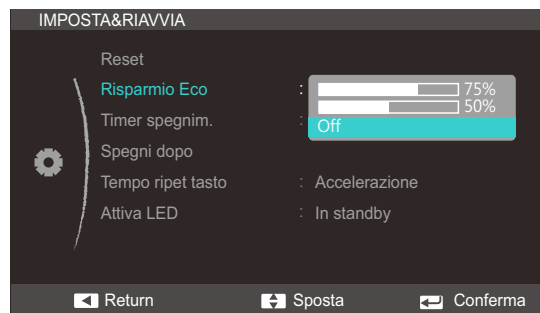 IMPOSTA&RIAVVIA
Reset
Risparmio Eco : 75%
50%
Timer spegnim. : Off
Spegni dopo
Tempo ripet tasto : Accelerazione
Attiva LED : In standby
Return Sposta Conferma